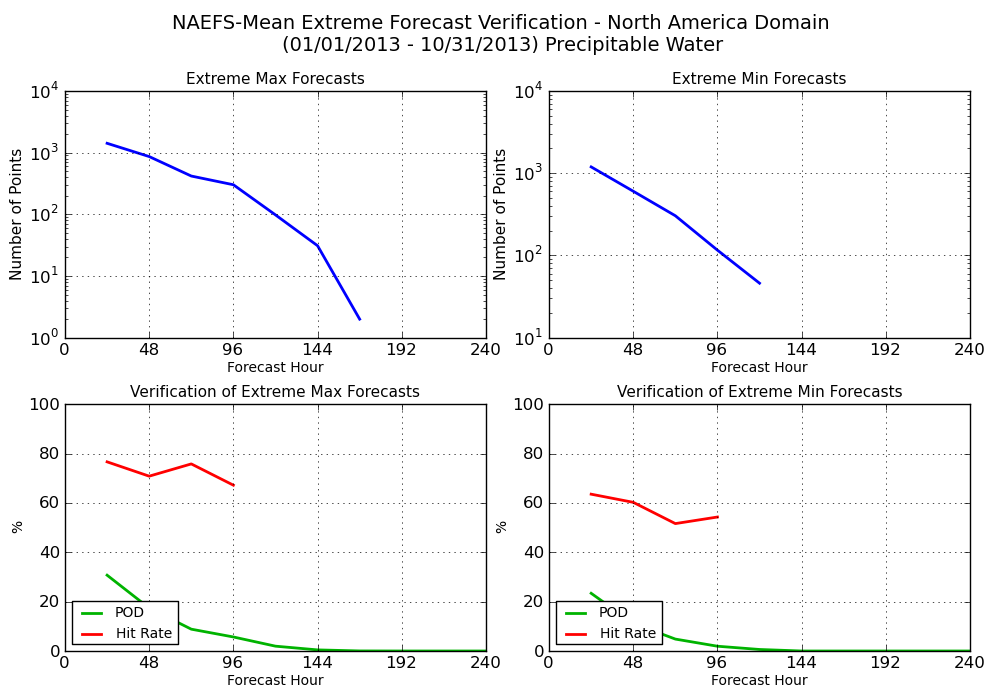 NAEFS-Mean Extreme Forecast Verification - North America Domain
(01/01/2013 - 10/31/2013) Precipitable Water
Extreme Max Forecasts
Number of Points
10^4
10^3
10^2
10^1
10^0
0 48 96 144 192 240
Forecast Hour
Extreme Min Forecasts
Number of Points
10^4
10^3
10^2
10^1
0 48 96 144 192 240
Forecast Hour
Verification of Extreme Max Forecasts
%
100
80
60
40
20
0
POD
Hit Rate
0 48 96 144 192 240
Forecast Hour
Verification of Extreme Min Forecasts
%
100
80
60
40
20
0
POD
Hit Rate
0 48 96 144 192 240
Forecast Hour